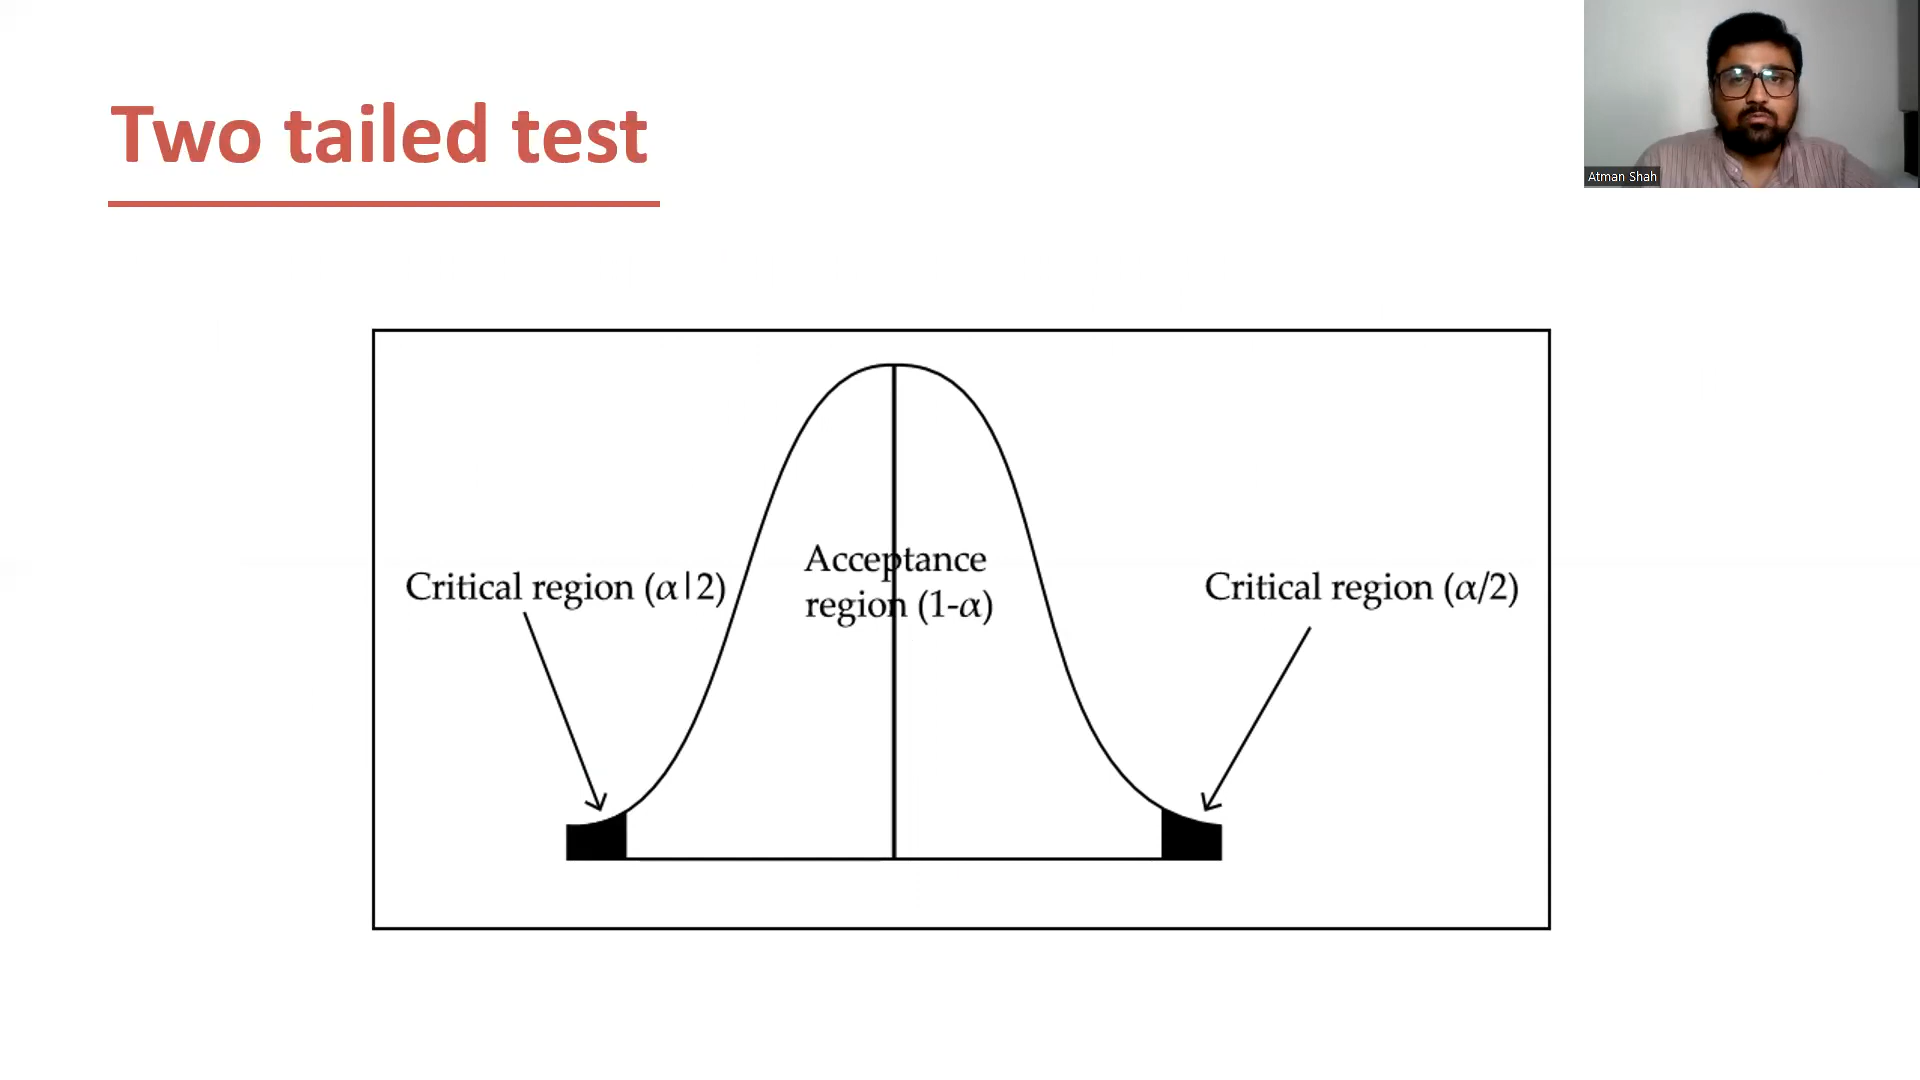 Two tailed test
Atman Shah
Critical region (α|2)
Acceptance
region (1-α)
Critical region (α/2)